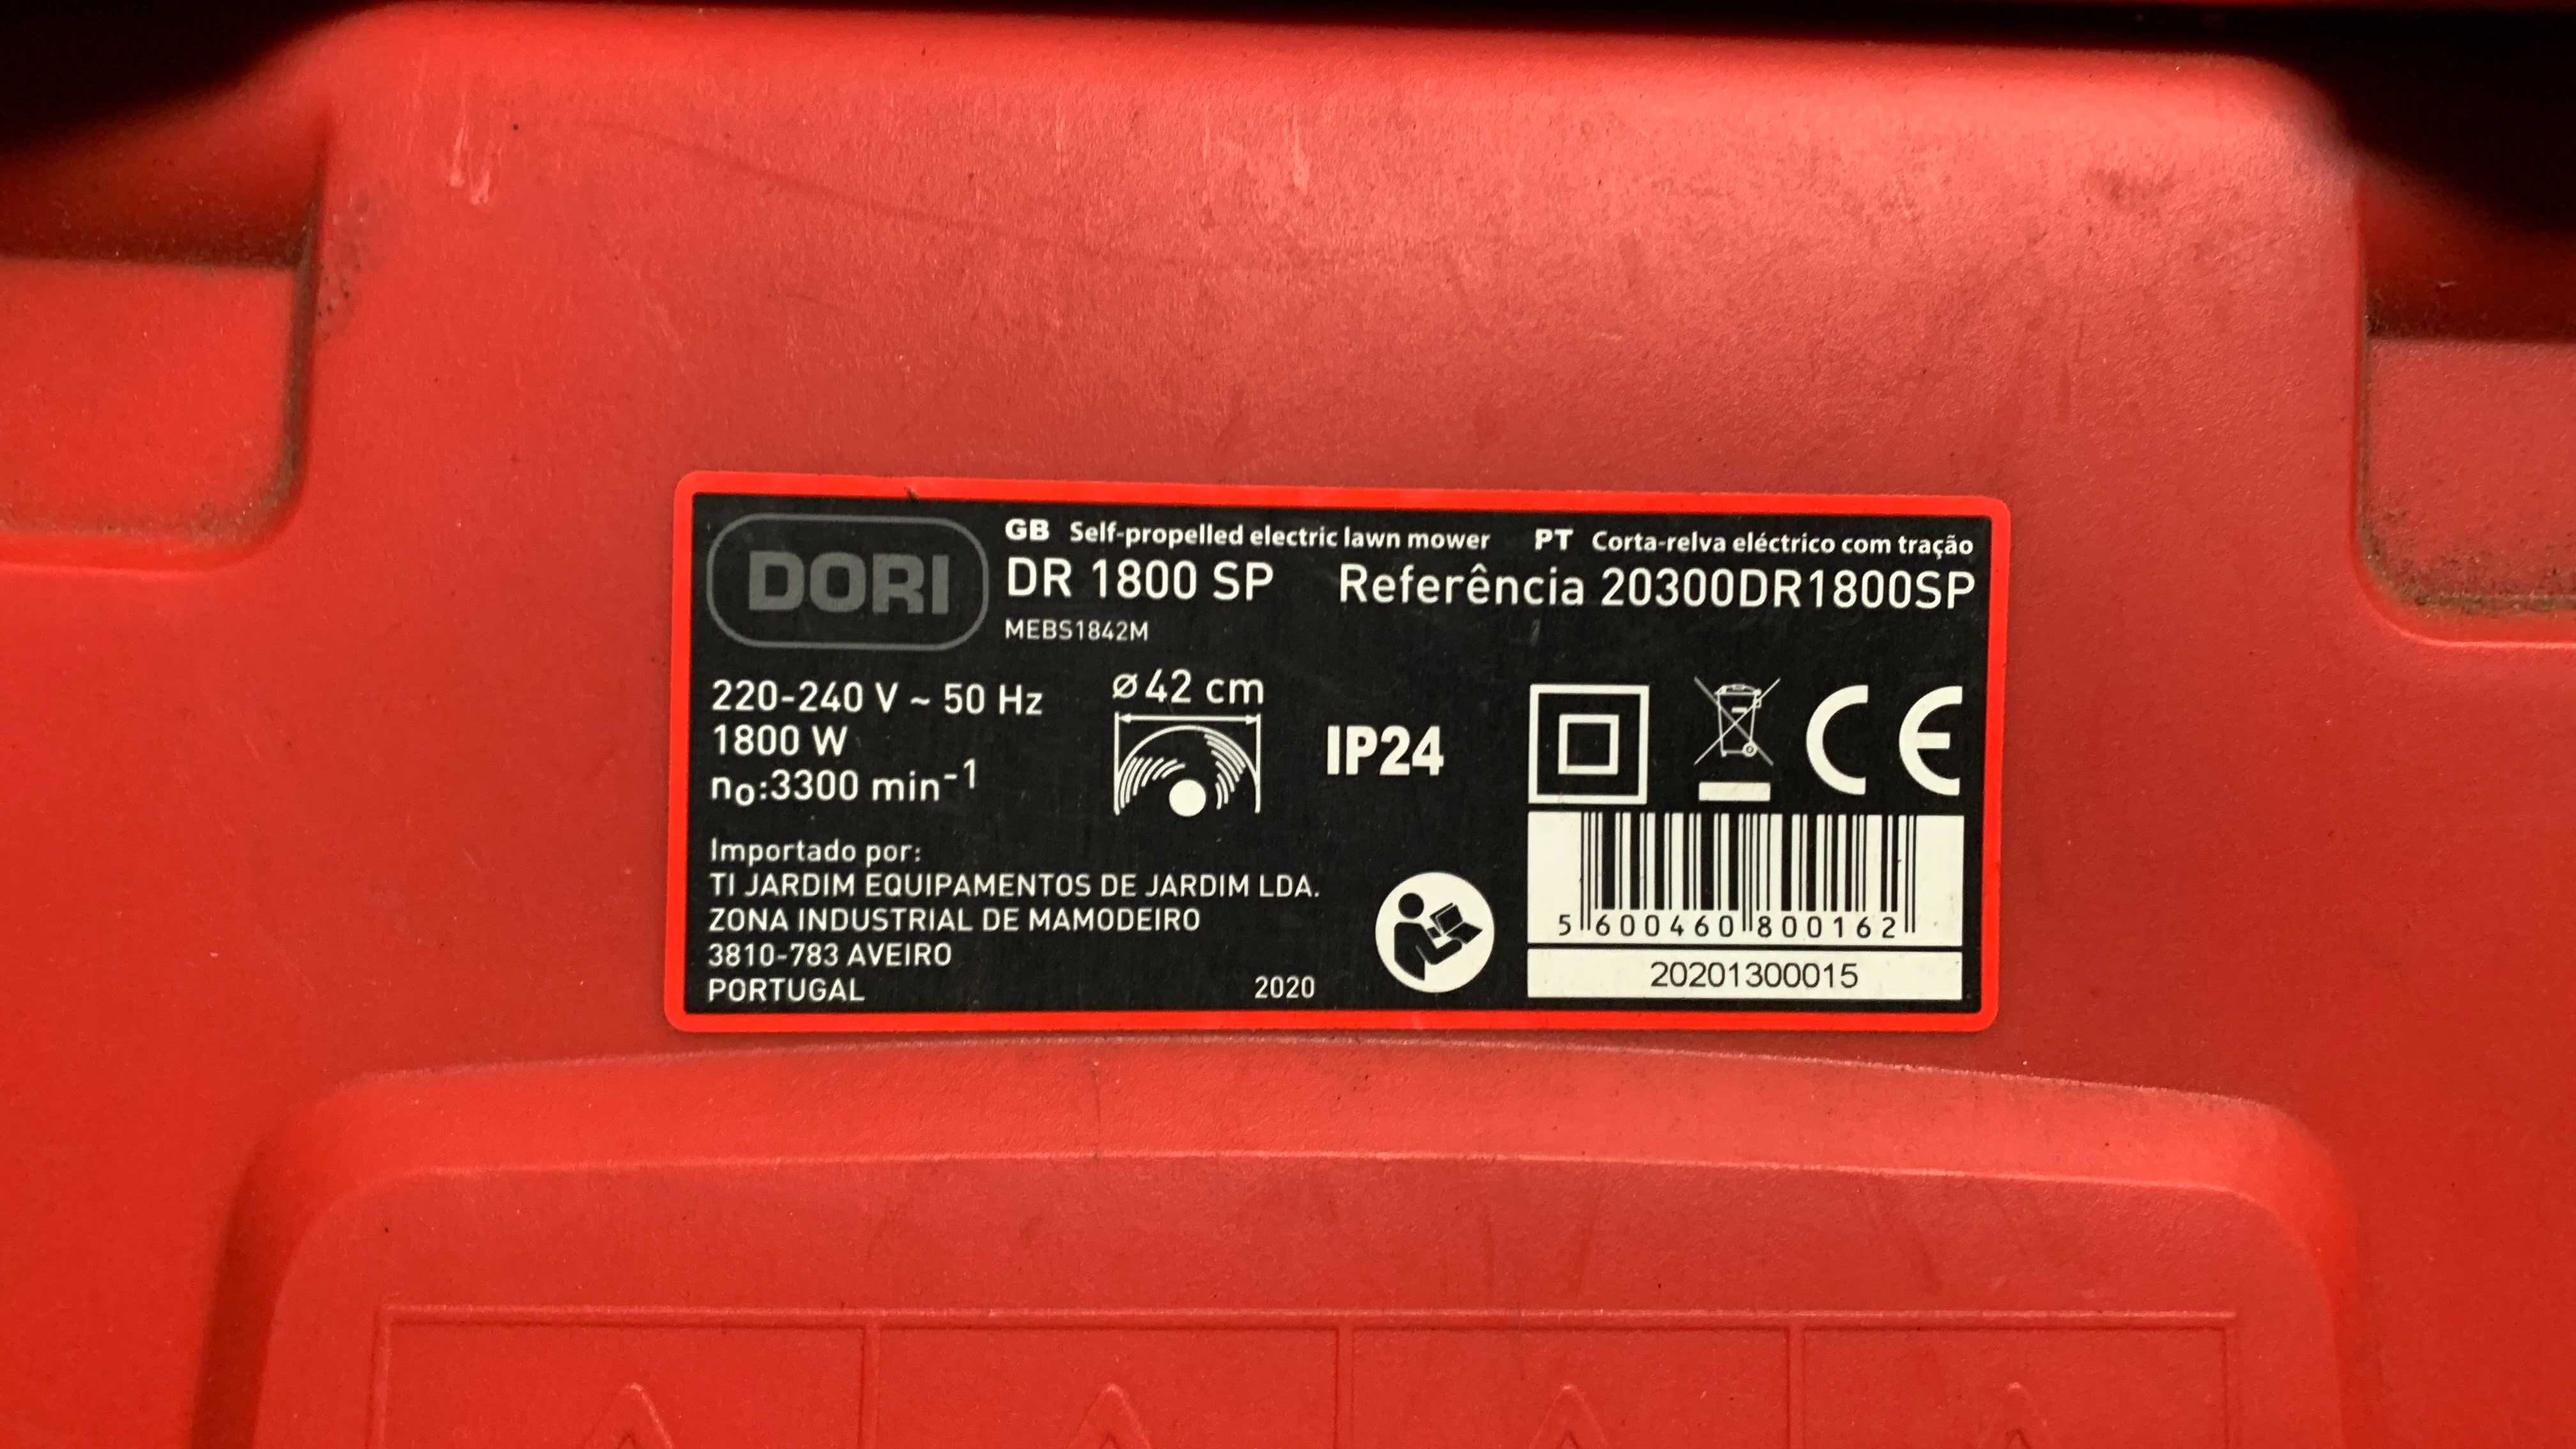 DORI
GB Self-propelled electric lawn mower PT Corta-relva eléctrico com tração
DR 1800 SP Referência 20300DR1800SP
MEBS1842M
220-240 V ~ 50 Hz
1800 W
no:3300 min-1
ø42 cm
IP24
CE
Importado por:
TI JARDIM EQUIPAMENTOS DE JARDIM LDA.
ZONA INDUSTRIAL DE MAMODEIRO
3810-783 AVEIRO
PORTUGAL
2020
5 600460 800162
20201300015